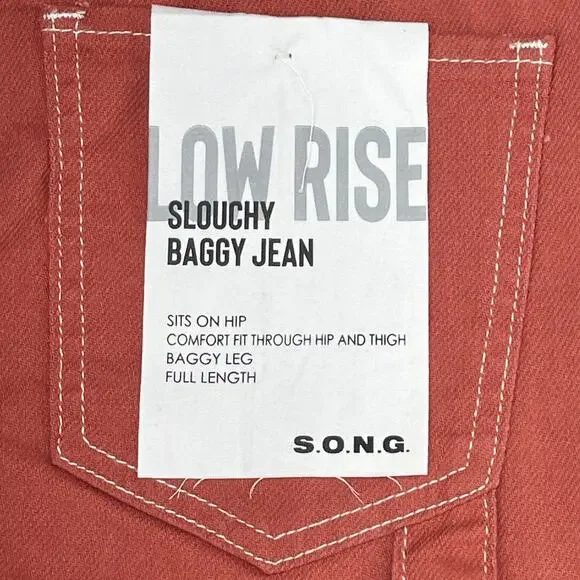 LOW RISE
SLOUCHY
BAGGY JEAN
SITS ON HIP
COMFORT FIT THROUGH HIP AND THIGH
BAGGY LEG
FULL LENGTH
S.O.N.G.